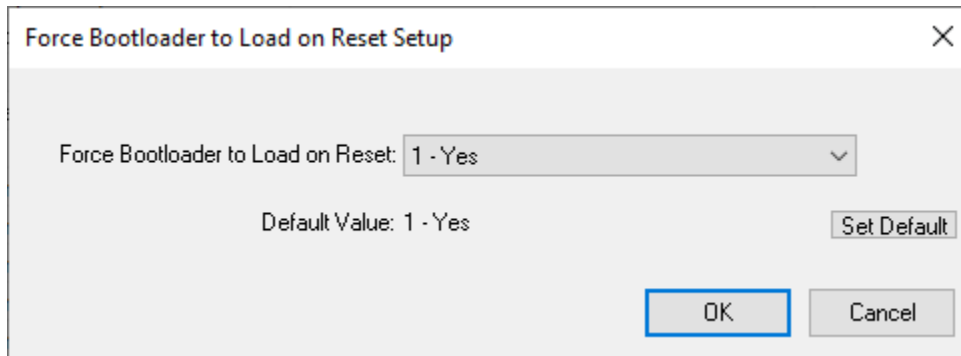 Force Bootloader to Load on Reset Setup
Force Bootloader to Load on Reset: 1 - Yes
Default Value: 1 - Yes
Set Default
OK
Cancel